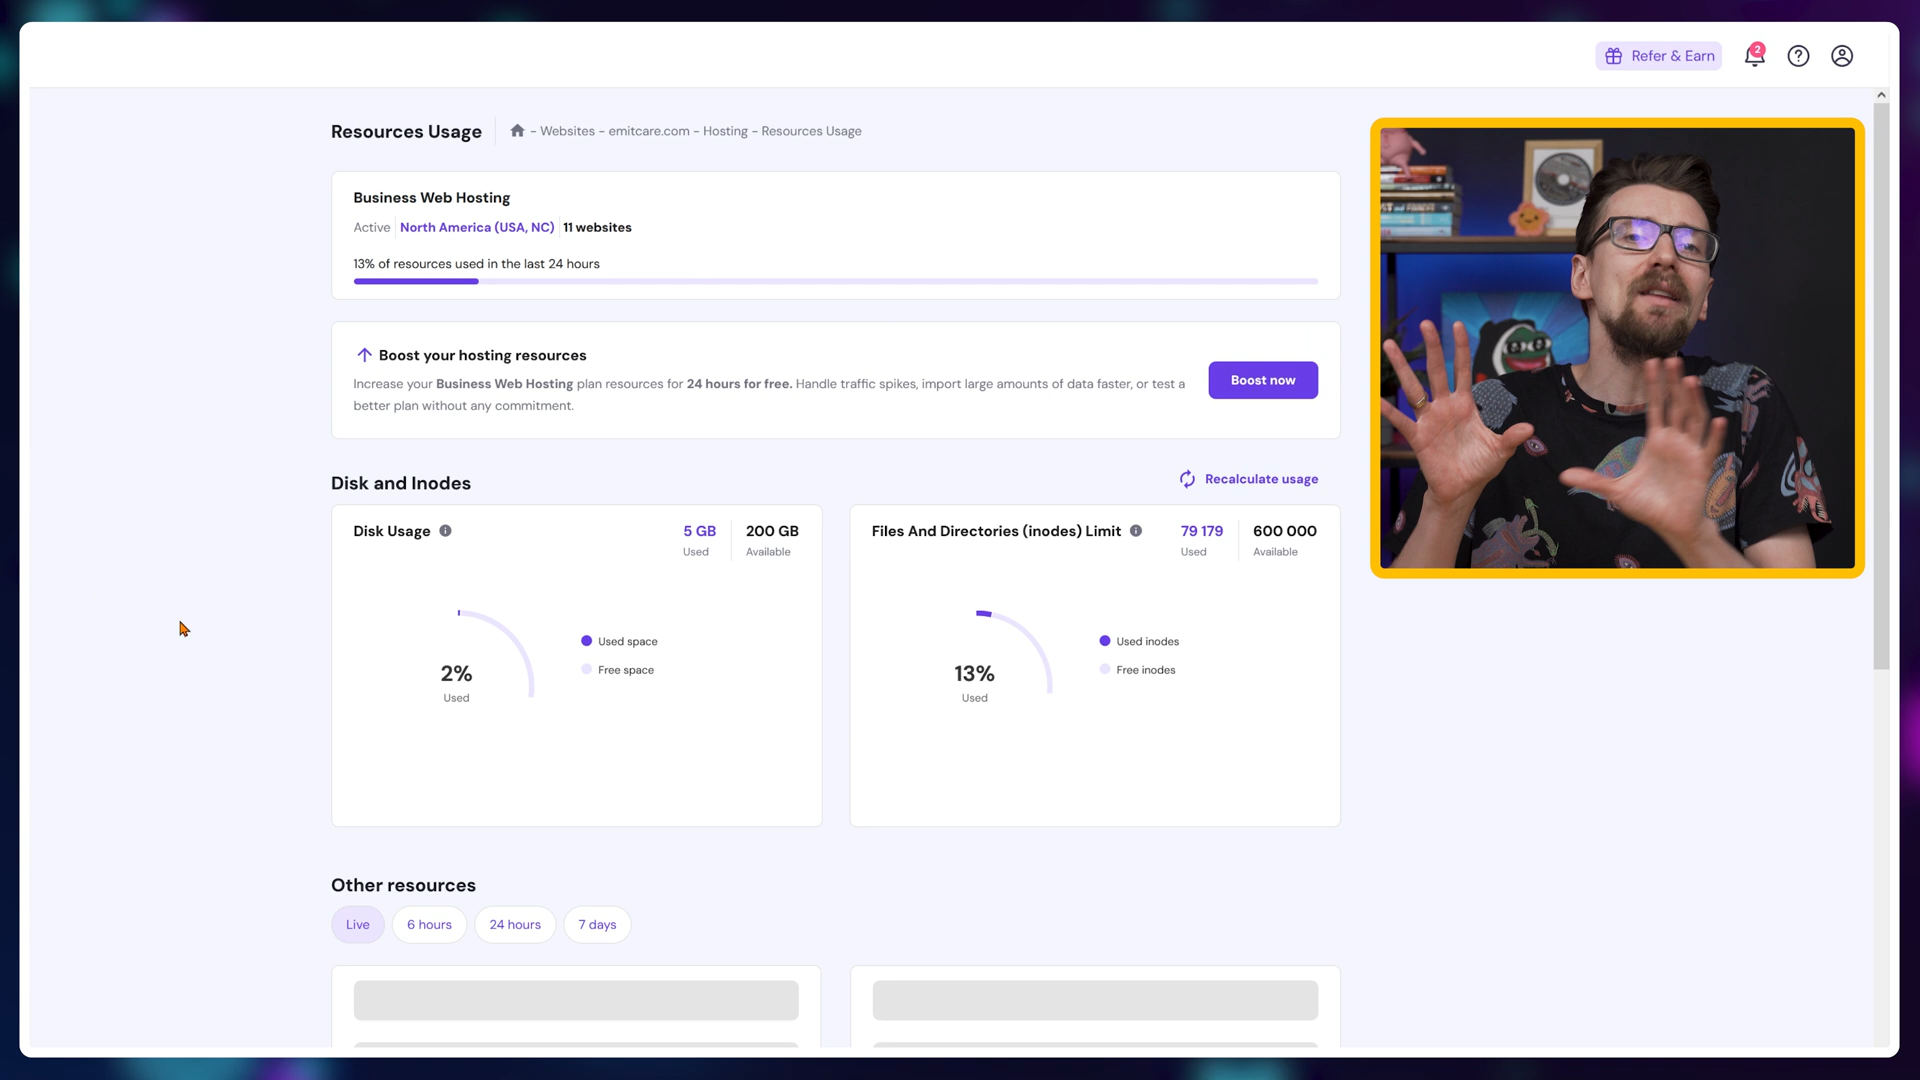 Refer & Earn
2
Resources Usage
- Websites - emitcare.com - Hosting - Resources Usage
Business Web Hosting
Active North America (USA, NC) 11 websites
13% of resources used in the last 24 hours
Boost your hosting resources
Increase your Business Web Hosting plan resources for 24 hours for free. Handle traffic spikes, import large amounts of data faster, or test a
better plan without any commitment.
Boost now
Disk and Inodes
Recalculate usage
Disk Usage
5 GB
Used
200 GB
Available
2%
Used
Used space
Free space
Files And Directories (inodes) Limit
79 179
Used
600 000
Available
13%
Used
Used inodes
Free inodes
Other resources
Live
6 hours
24 hours
7 days